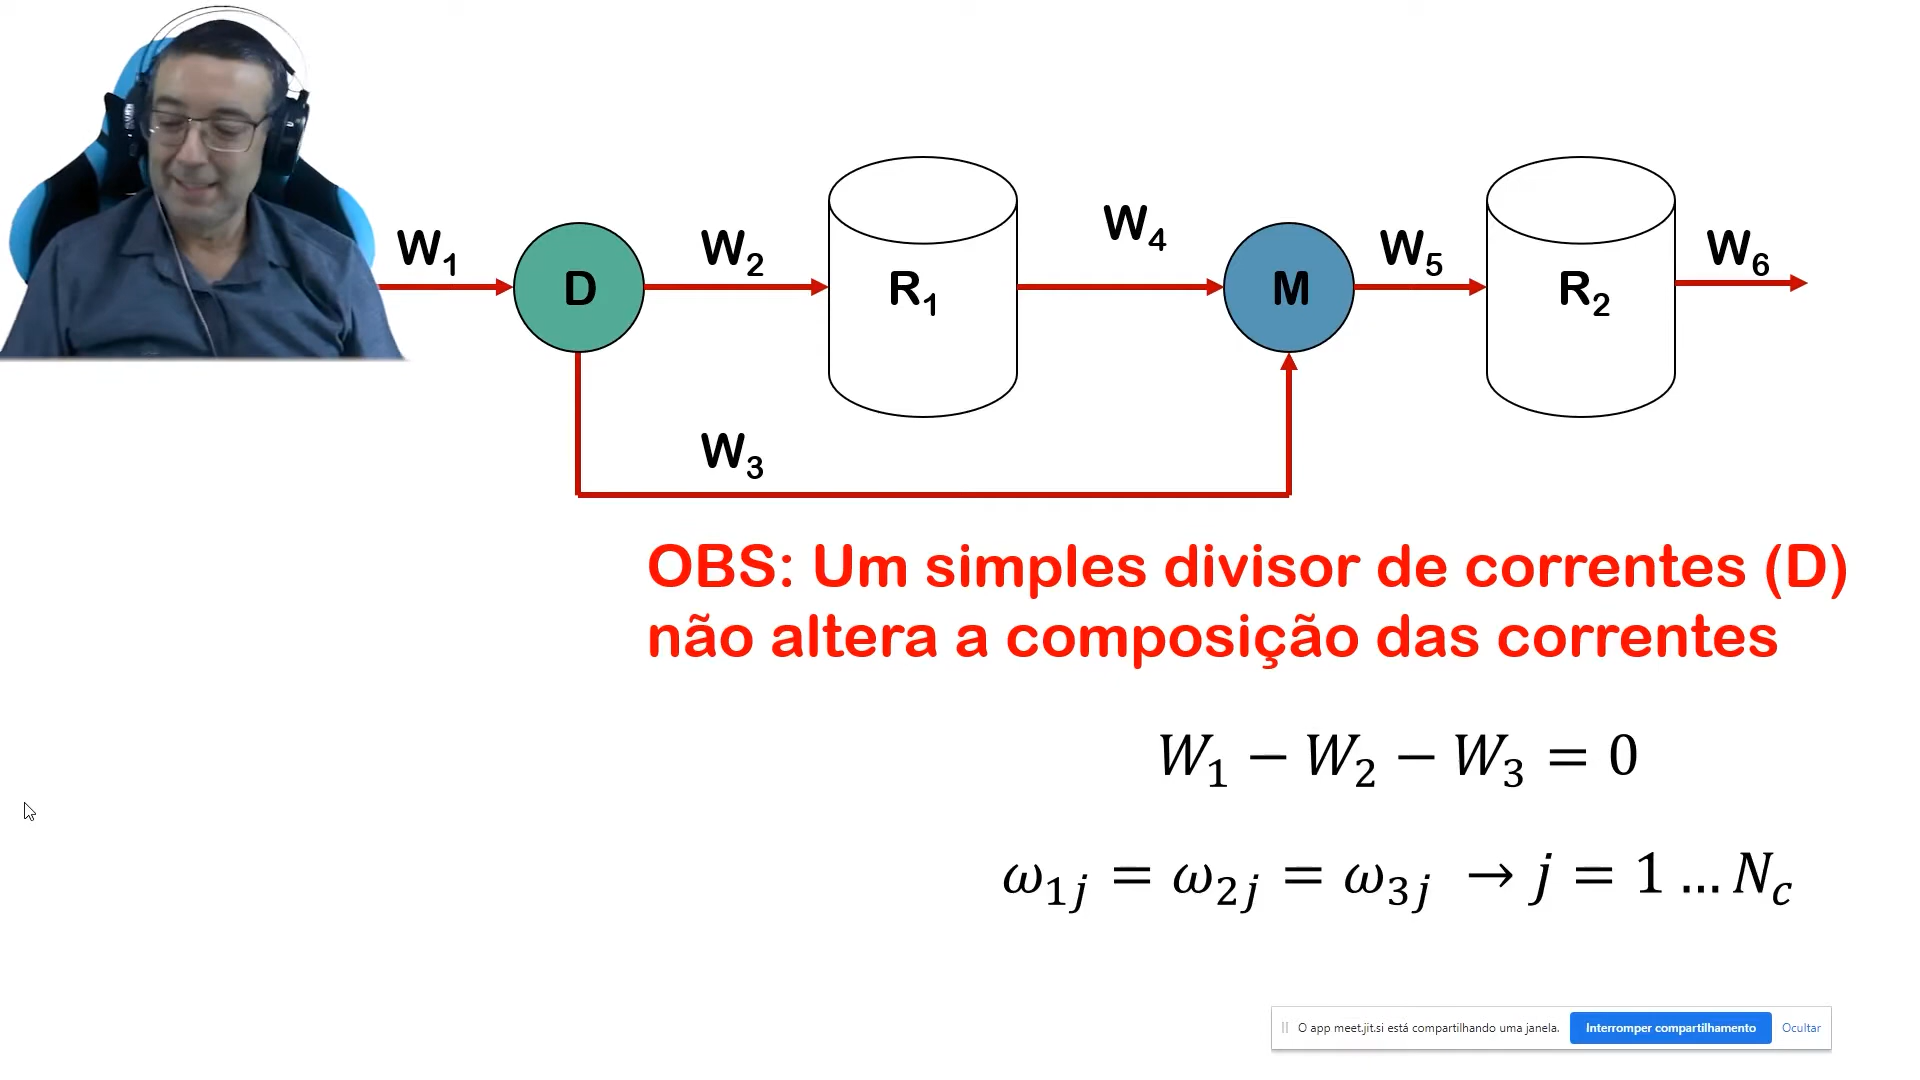 W₁
D
W₂
R₁
W₄
M
W₅
R₂
W₆
W₃
OBS: Um simples divisor de correntes (D)
não altera a composição das correntes
W₁ − W₂ − W₃ = 0
ω₁ⱼ = ω₂ⱼ = ω₃ⱼ → j = 1 … N_c
O app meet.jit.si está compartilhando uma janela. Interromper compartilhamento Ocultar